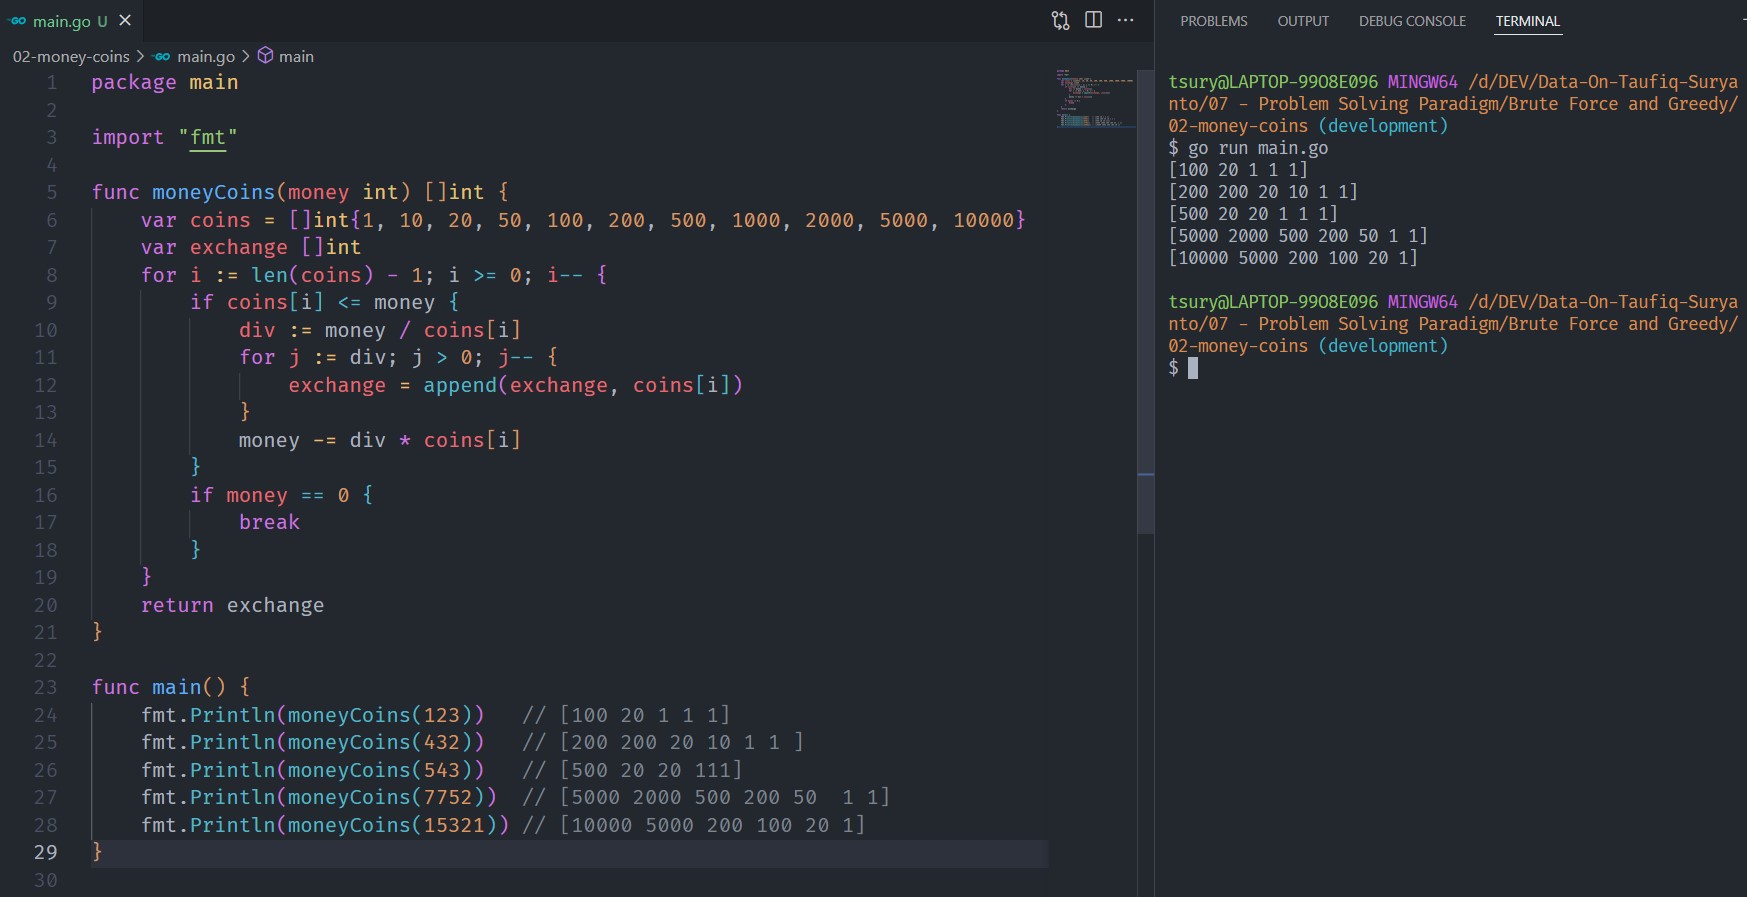 GO main.go U ×
02-money-coins > GO main.go > main
1 package main
2
3 import "fmt"
4
5 func moneyCoins(money int) []int {
6 var coins = []int{1, 10, 20, 50, 100, 200, 500, 1000, 2000, 5000, 10000}
7 var exchange []int
8 for i := len(coins) - 1; i >= 0; i-- {
9 if coins[i] <= money {
10 div := money / coins[i]
11 for j := div; j > 0; j-- {
12 exchange = append(exchange, coins[i])
13 }
14 money -= div * coins[i]
15 }
16 if money == 0 {
17 break
18 }
19 }
20 return exchange
21 }
22
23 func main() {
24 fmt.Println(moneyCoins(123)) // [100 20 1 1 1]
25 fmt.Println(moneyCoins(432)) // [200 200 20 10 1 1 ]
26 fmt.Println(moneyCoins(543)) // [500 20 20 111]
27 fmt.Println(moneyCoins(7752)) // [5000 2000 500 200 50  1 1]
28 fmt.Println(moneyCoins(15321)) // [10000 5000 200 100 20 1]
29 }
30
PROBLEMS OUTPUT DEBUG CONSOLE TERMINAL
tsury@LAPTOP-99O8E096 MINGW64 /d/DEV/Data-On-Taufiq-Surya
nto/07 - Problem Solving Paradigm/Brute Force and Greedy/
02-money-coins (development)
$ go run main.go
[100 20 1 1 1]
[200 200 20 10 1 1]
[500 20 20 1 1 1]
[5000 2000 500 200 50 1 1]
[10000 5000 200 100 20 1]
tsury@LAPTOP-99O8E096 MINGW64 /d/DEV/Data-On-Taufiq-Surya
nto/07 - Problem Solving Paradigm/Brute Force and Greedy/
02-money-coins (development)
$